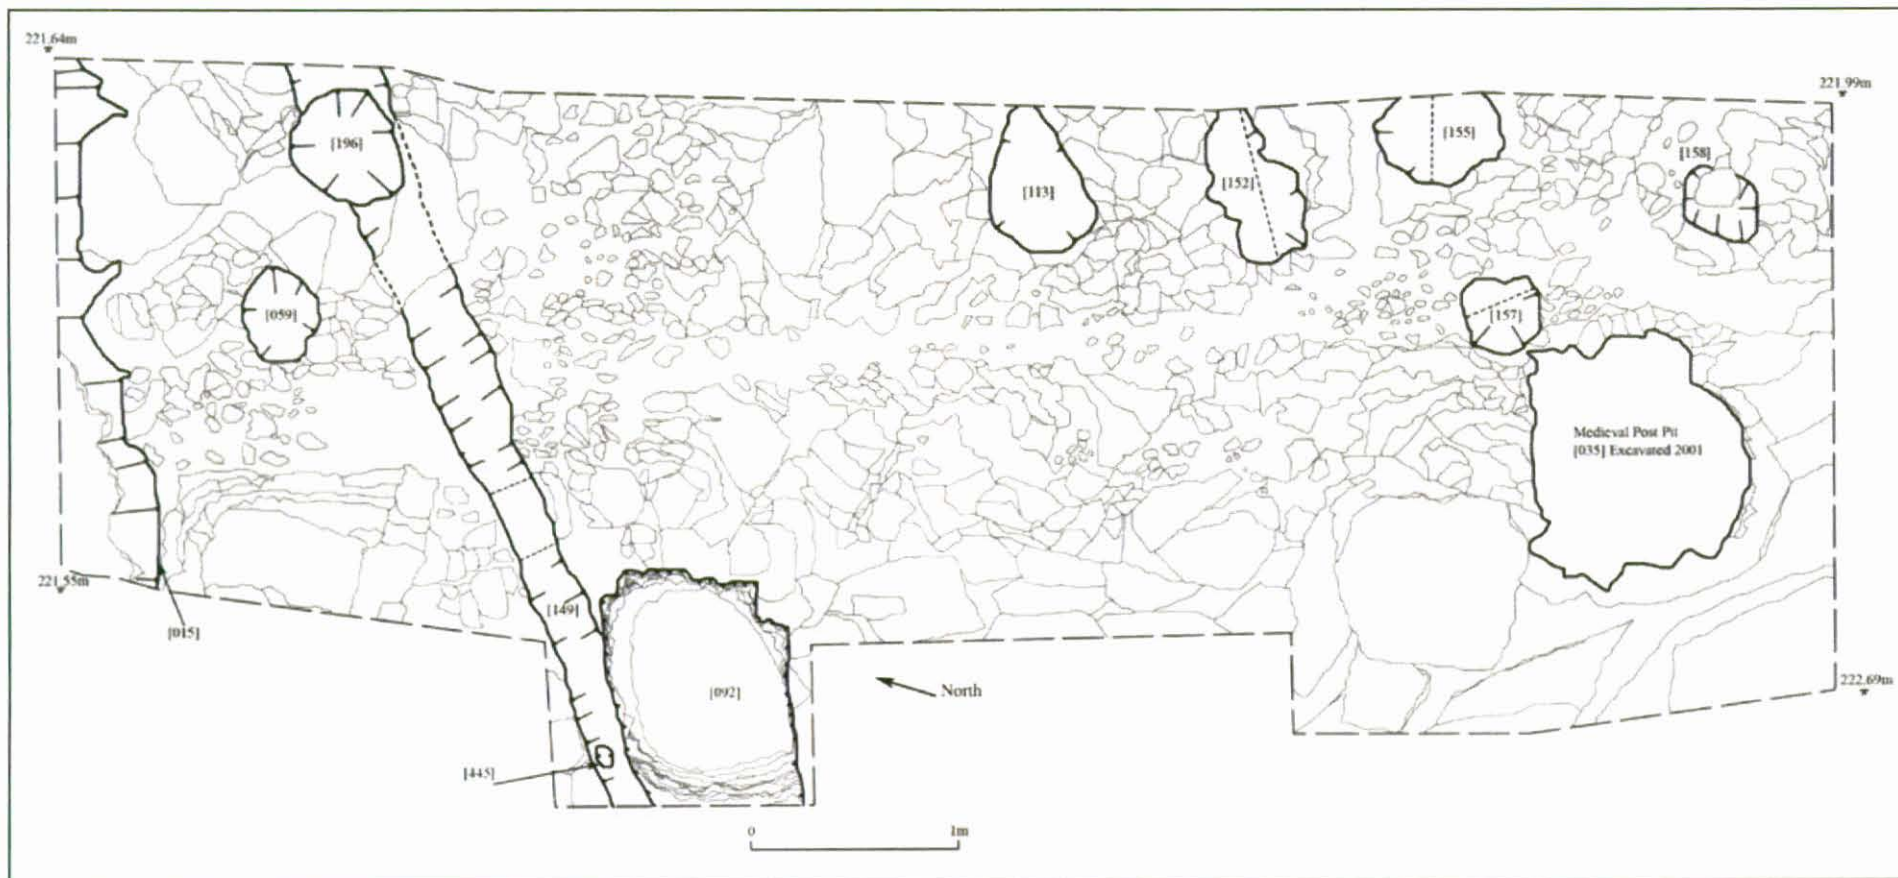 221.64m
221.99m
[196]
[155]
[158]
[113]
[152]
[059]
[157]
Medieval Post Pit
[035] Excavated 2001
221.55m
[149]
[015]
[092]
North
222.69m
[445]
0 1m